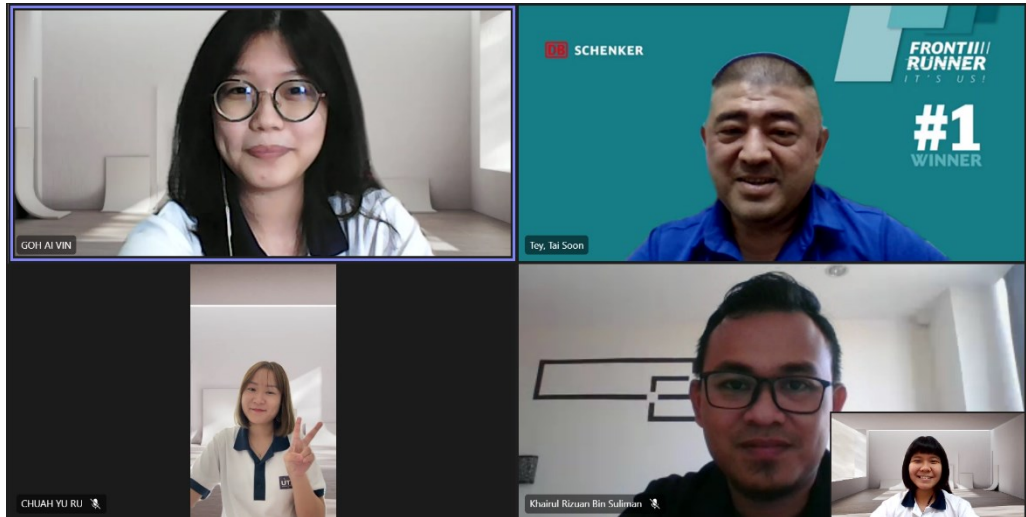 GOH AI VIN
DB SCHENKER
FRONT RUNNER
IT'S US!
#1
WINNER
Tey, Tai Soon
CHUAH YU RU
Khairul Rizuan Bin Suliman